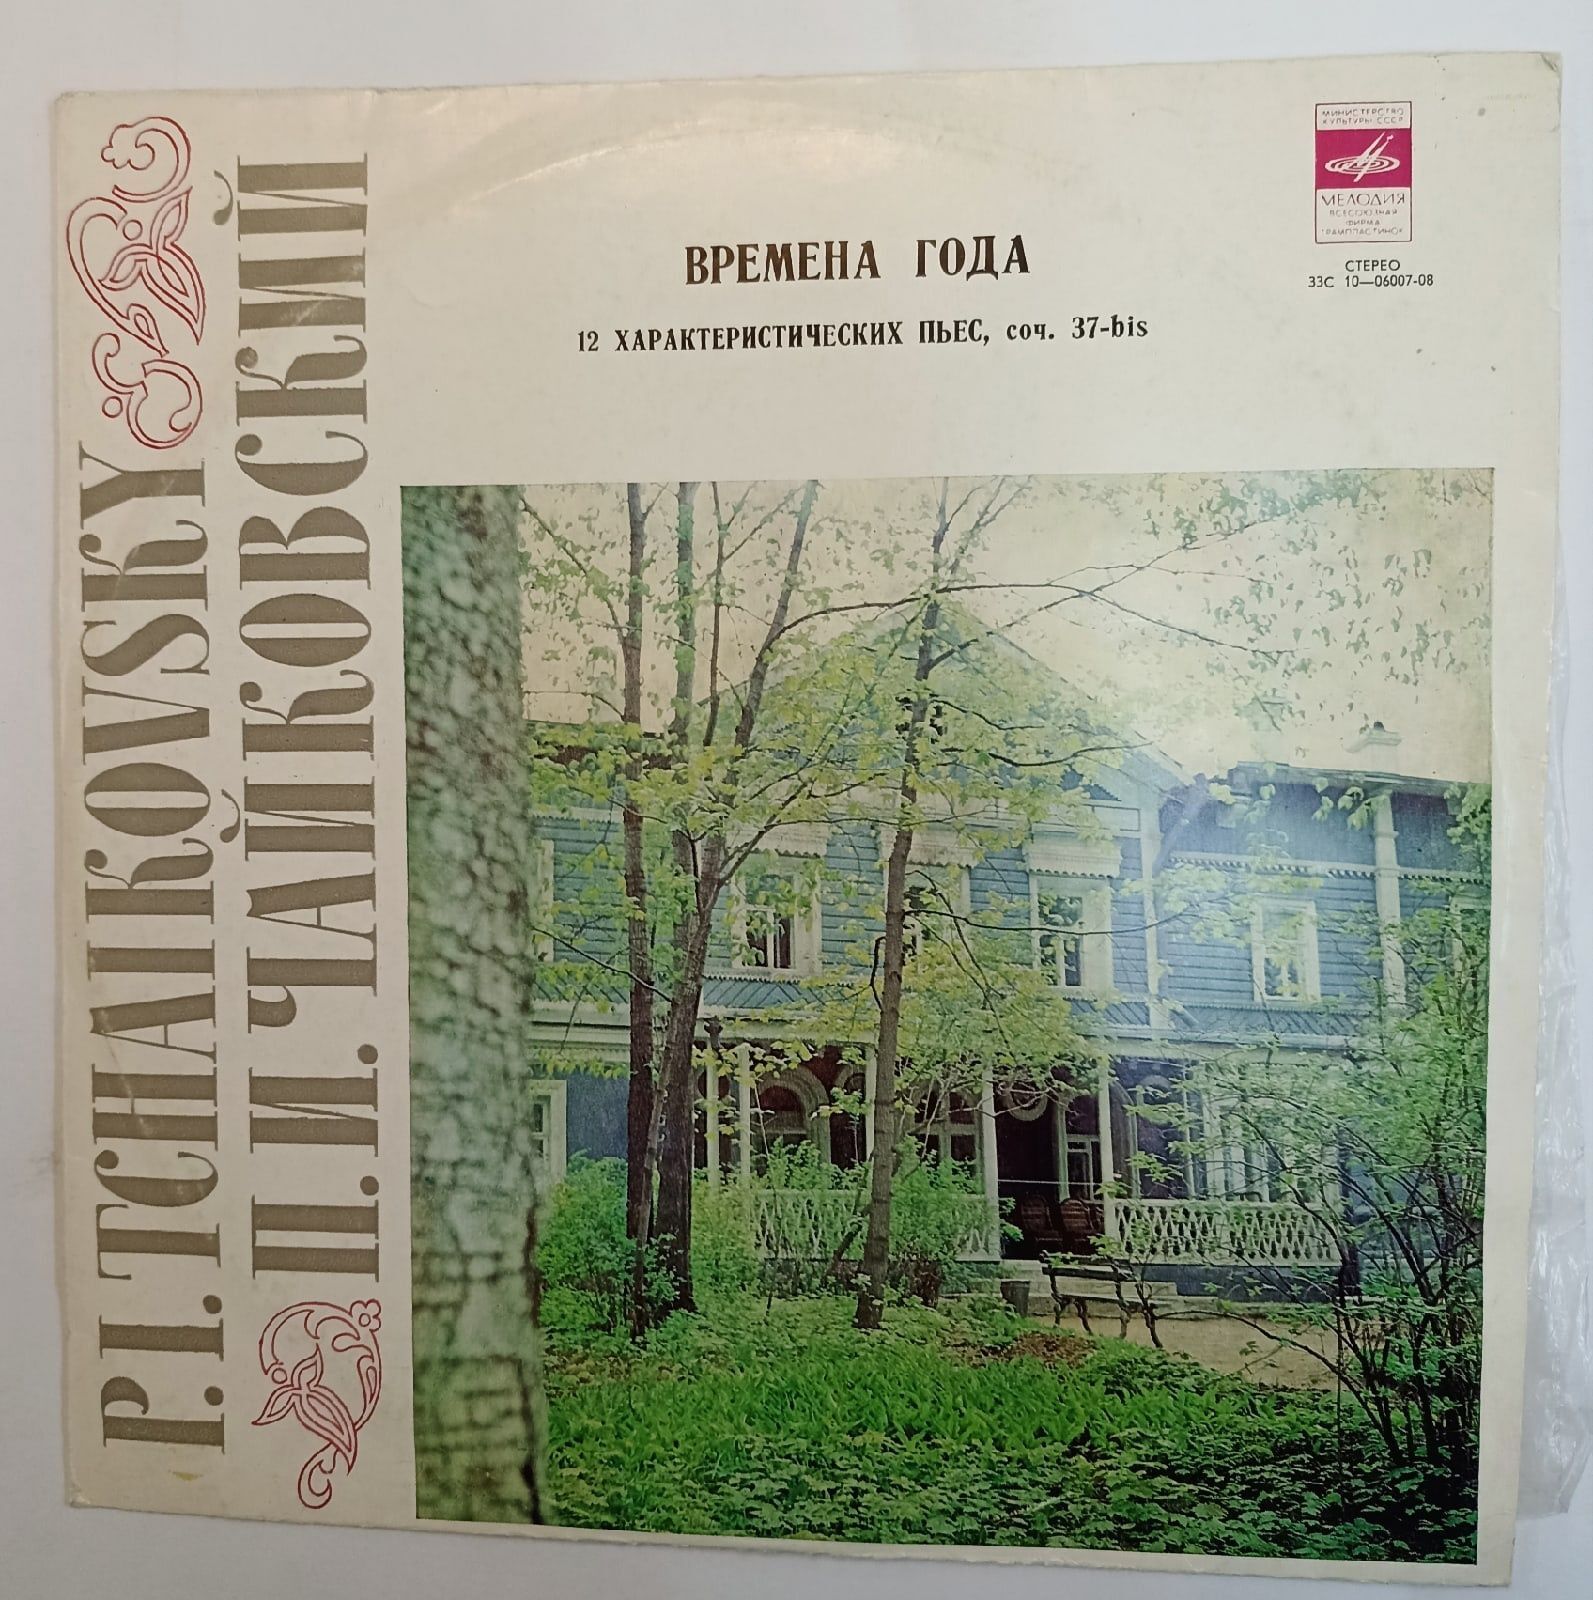 P.I. TCHAIKOVSKY
П.И. ЧАЙКОВСКИЙ
ВРЕМЕНА ГОДА
12 ХАРАКТЕРИСТИЧЕСКИХ ПЬЕС, соч. 37-bis
МИНИСТЕРСТВО
КУЛЬТУРЫ СССР
МЕЛОДИЯ
ВСЕСОЮЗНАЯ
ФИРМА
ГРАМПЛАСТИНОК
СТЕРЕО
33С 10—06007-08